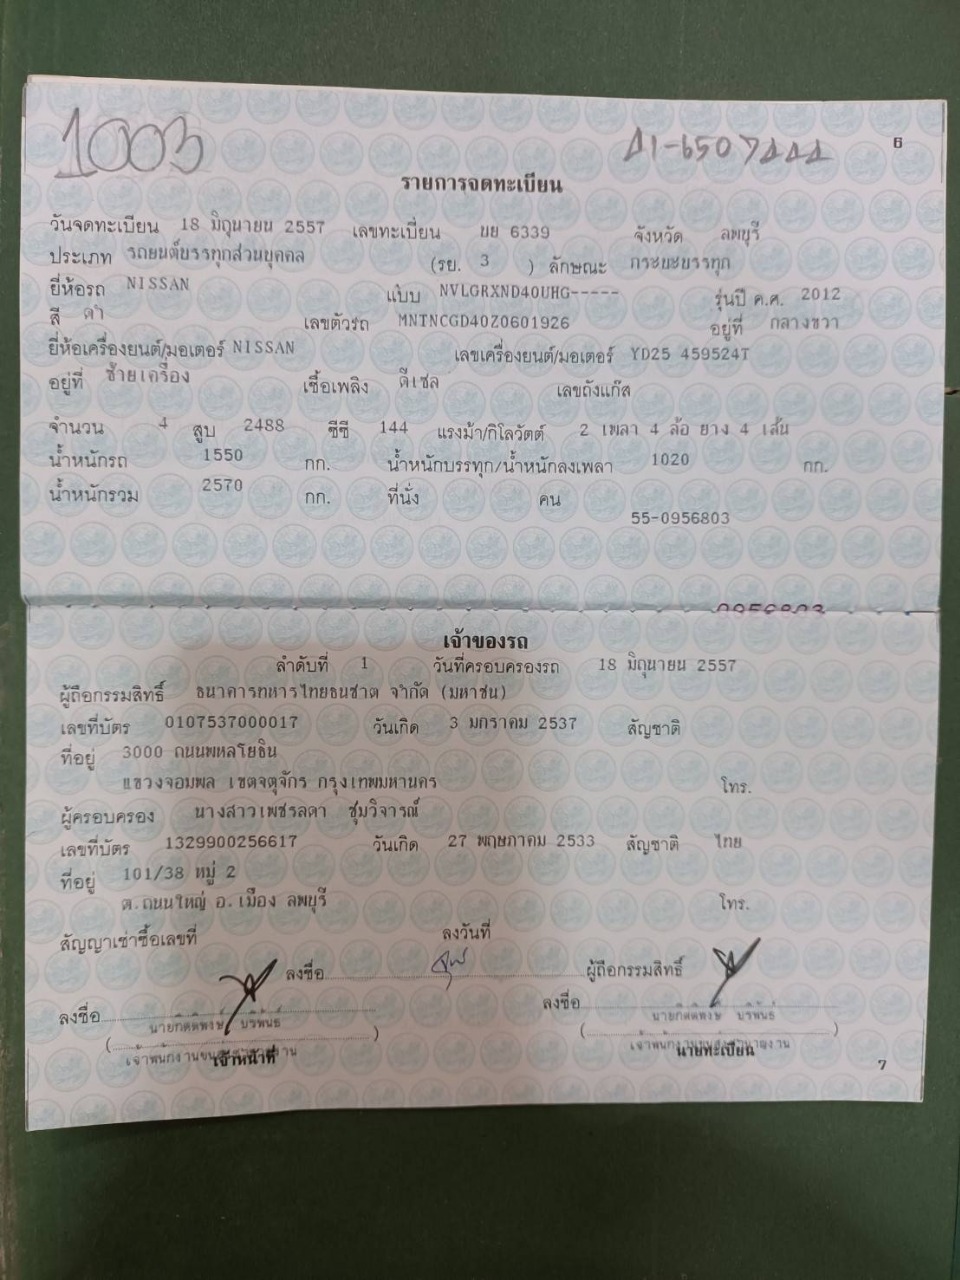 1003
6
รายการจดทะเบียน
วันจดทะเบียน 18 มิถุนายน 2557 เลขทะเบียน บย 6339 จังหวัด ลพบุรี
ประเภท รถยนต์บรรทุกส่วนบุคคล (รย. 3 ) ลักษณะ กระบะบรรทุก
ยี่ห้อรถ NISSAN แบบ NVLGRXND40UHG----- รุ่นปี ค.ศ. 2012
สี ดำ เลขตัวรถ MNTNCGD40Z0601926 อยู่ที่ กลางขวา
ยี่ห้อเครื่องยนต์/มอเตอร์ NISSAN เลขเครื่องยนต์/มอเตอร์ YD25 459524T
อยู่ที่ ซ้ายเครื่อง เชื้อเพลิง ดีเซล เลขถังแก๊ส
จำนวน 4 สูบ 2488 ซีซี 144 แรงม้า/กิโลวัตต์ 2 เพลา 4 ล้อ ยาง 4 เส้น
น้ำหนักรถ 1550 กก. น้ำหนักบรรทุก/น้ำหนักลงเพลา 1020 กก.
น้ำหนักรวม 2570 กก. ที่นั่ง คน
55-0956803
0956803
เจ้าของรถ
ลำดับที่ 1 วันที่ครอบครองรถ 18 มิถุนายน 2557
ผู้ถือกรรมสิทธิ์ ธนาคารทหารไทยธนชาต จำกัด (มหาชน)
เลขที่บัตร 0107537000017 วันเกิด 3 มกราคม 2537 สัญชาติ
ที่อยู่ 3000 ถนนพหลโยธิน
แขวงจอมพล เขตจตุจักร กรุงเทพมหานคร โทร.
ผู้ครอบครอง นางสาวเพชรลดา ชุมวิจารณ์
เลขที่บัตร 1329900256617 วันเกิด 27 พฤษภาคม 2533 สัญชาติ ไทย
ที่อยู่ 101/38 หมู่ 2
ต.ถนนใหญ่ อ.เมือง ลพบุรี โทร.
สัญญาเช่าซื้อเลขที่ ลงวันที่
ลงชื่อ ผู้ถือกรรมสิทธิ์
ลงชื่อ ลงชื่อ
นายกิตติพงษ์ บริพันธ์ นายกิตติพงษ์ บริพันธ์
เจ้าหน้าที่ นายทะเบียน
7